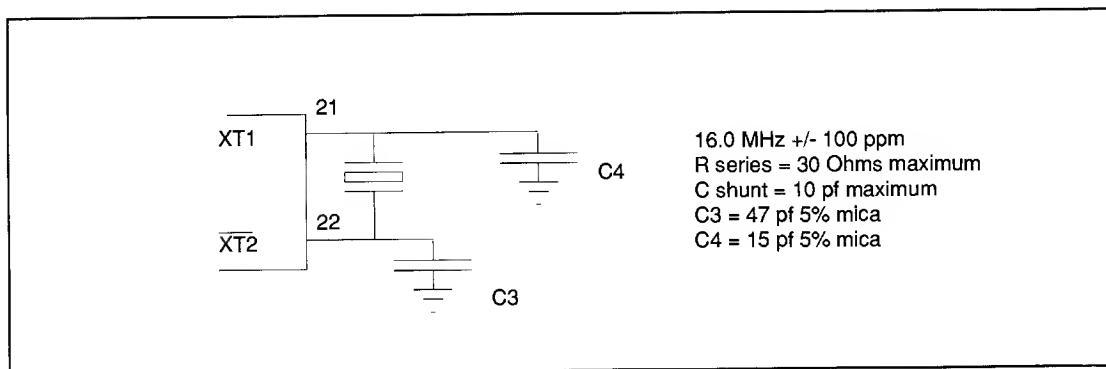 21
XT1
C4
22
X̅T̅2̅
C3
16.0 MHz +/- 100 ppm
R series = 30 Ohms maximum
C shunt = 10 pf maximum
C3 = 47 pf 5% mica
C4 = 15 pf 5% mica